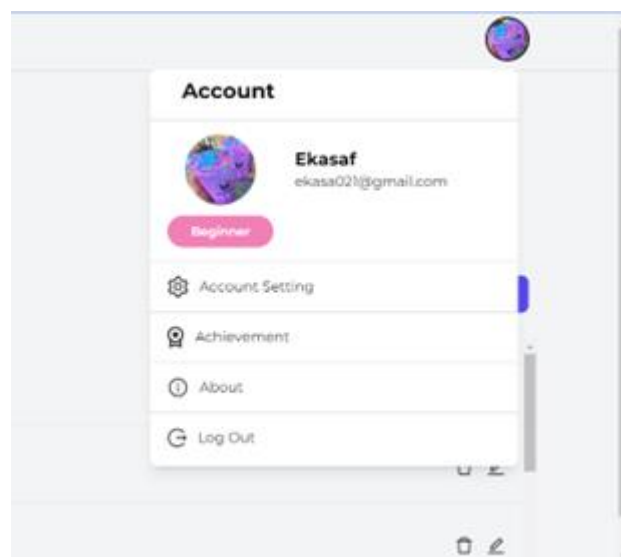 Account
Ekasaf
ekasa021@gmail.com
Beginner
Account Setting
Achievement
About
Log Out